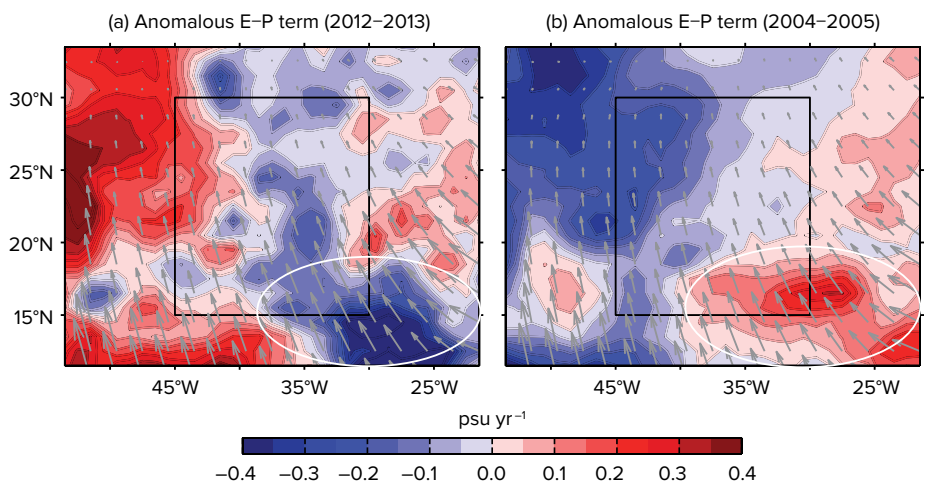 (a) Anomalous E−P term (2012−2013)
(b) Anomalous E−P term (2004−2005)
30°N
25°N
20°N
15°N
45°W 35°W 25°W
45°W 35°W 25°W
psu yr⁻¹
−0.4 −0.3 −0.2 −0.1 0.0 0.1 0.2 0.3 0.4